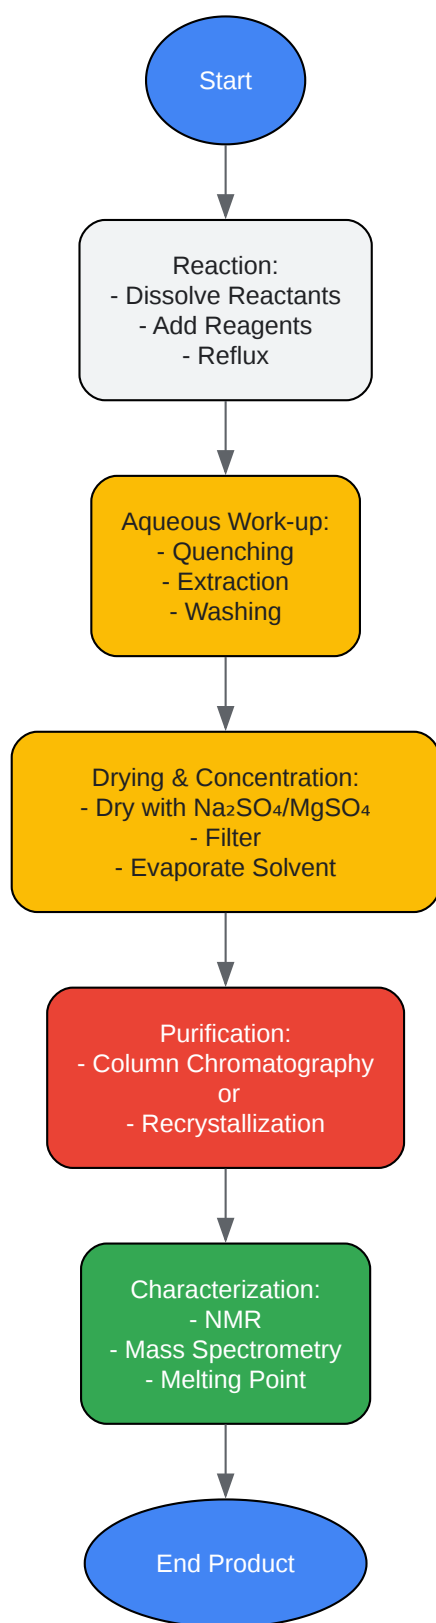 Start
Reaction:
- Dissolve Reactants
- Add Reagents
- Reflux
Aqueous Work-up:
- Quenching
- Extraction
- Washing
Drying & Concentration:
- Dry with Na₂SO₄/MgSO₄
- Filter
- Evaporate Solvent
Purification:
- Column Chromatography
or
- Recrystallization
Characterization:
- NMR
- Mass Spectrometry
- Melting Point
End Product